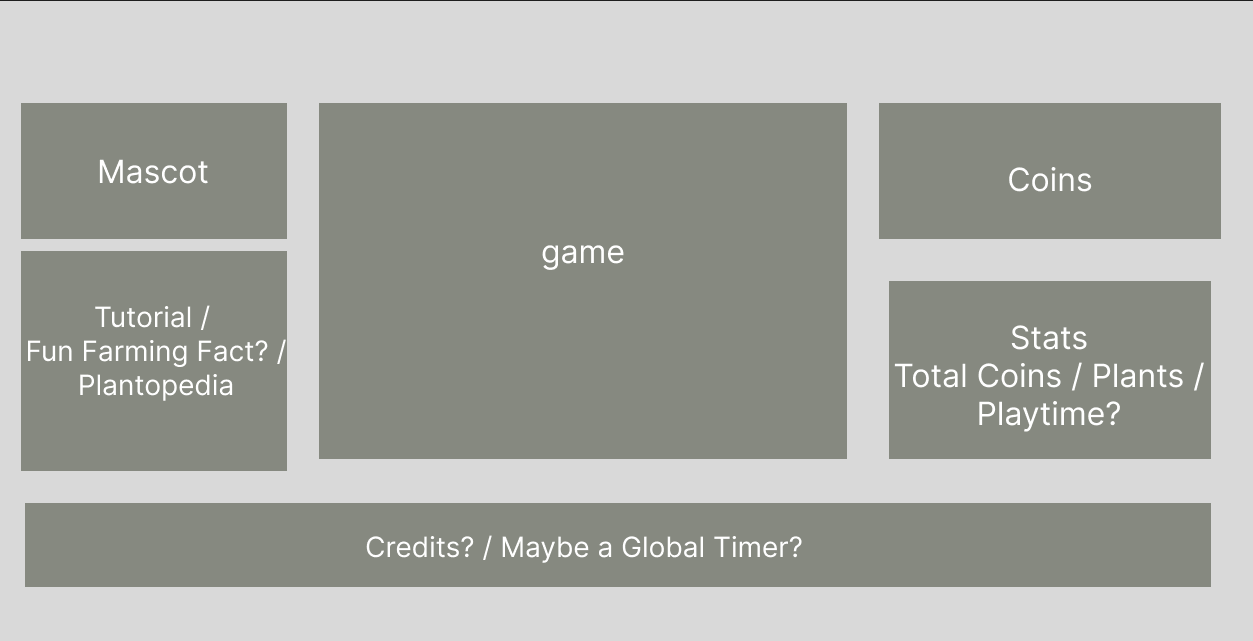 Mascot
Tutorial /
Fun Farming Fact? /
Plantopedia
game
Coins
Stats
Total Coins / Plants /
Playtime?
Credits? / Maybe a Global Timer?